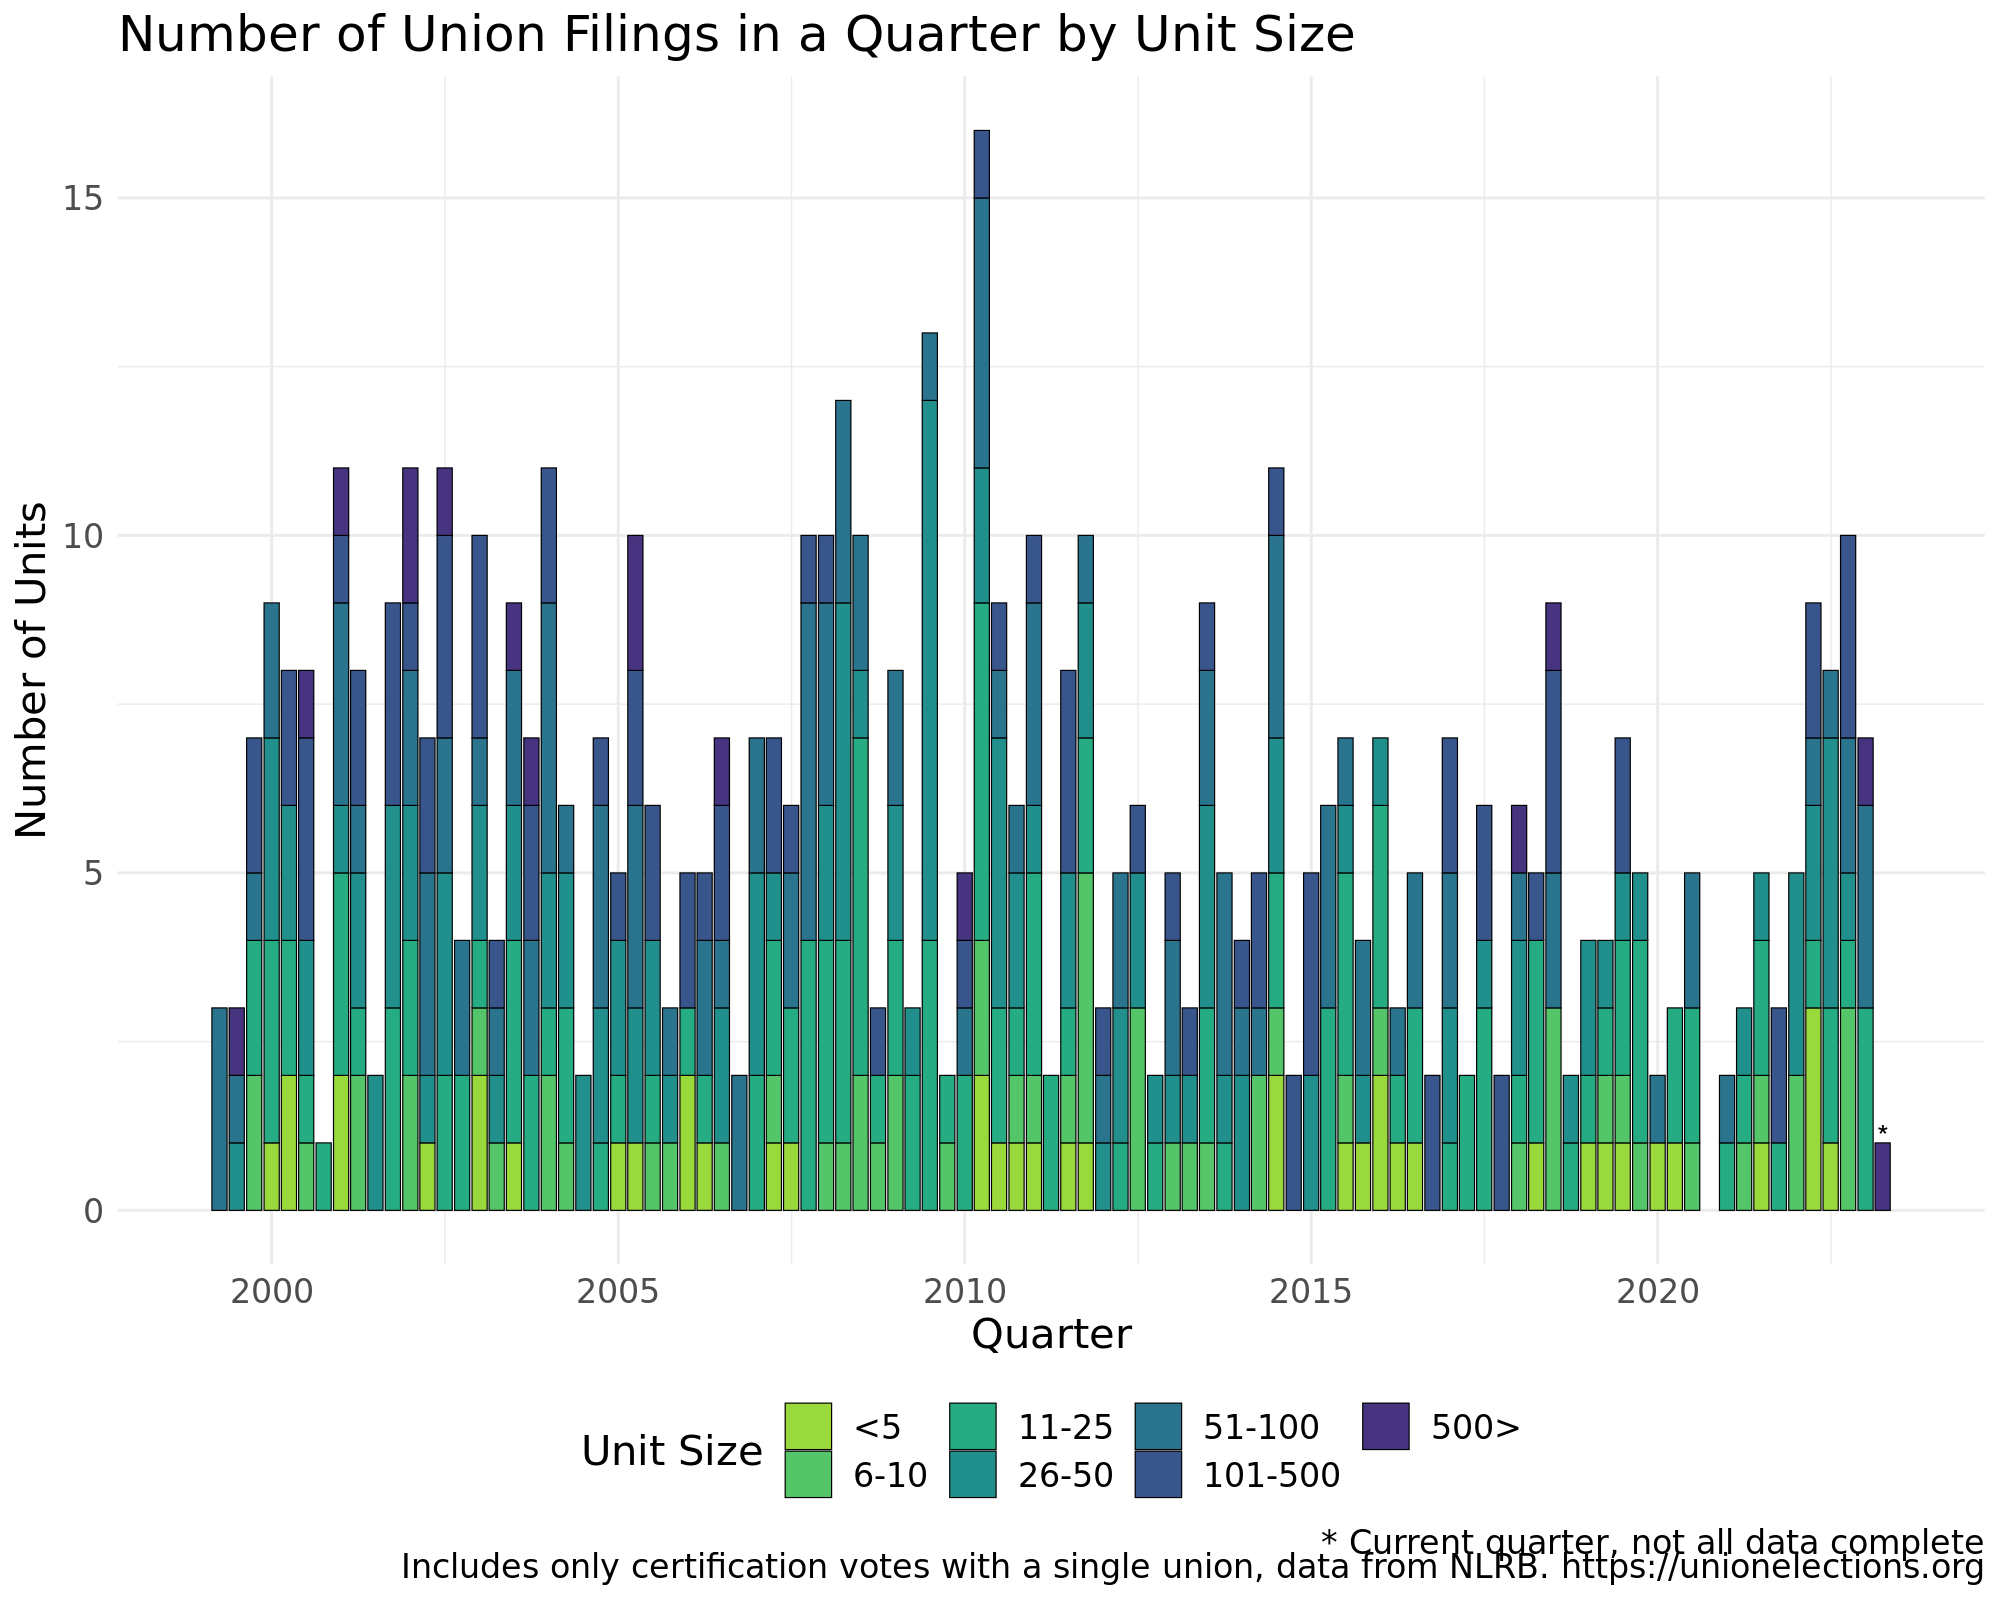 Number of Union Filings in a Quarter by Unit Size
Number of Units
15
10
5
0
*
2000 2005 2010 2015 2020
Quarter
Unit Size
<5 11-25 51-100 500>
6-10 26-50 101-500
* Current quarter, not all data complete
Includes only certification votes with a single union, data from NLRB. https://unionelections.org